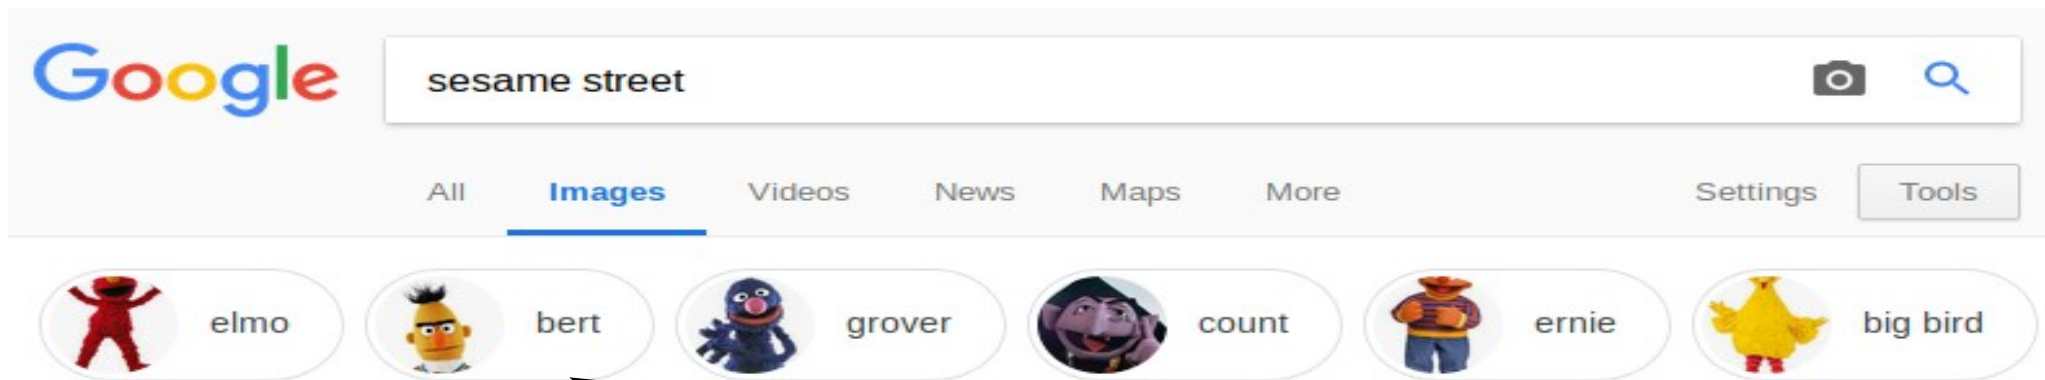 Google sesame street
All Images Videos News Maps More Settings Tools
elmo bert grover count ernie big bird